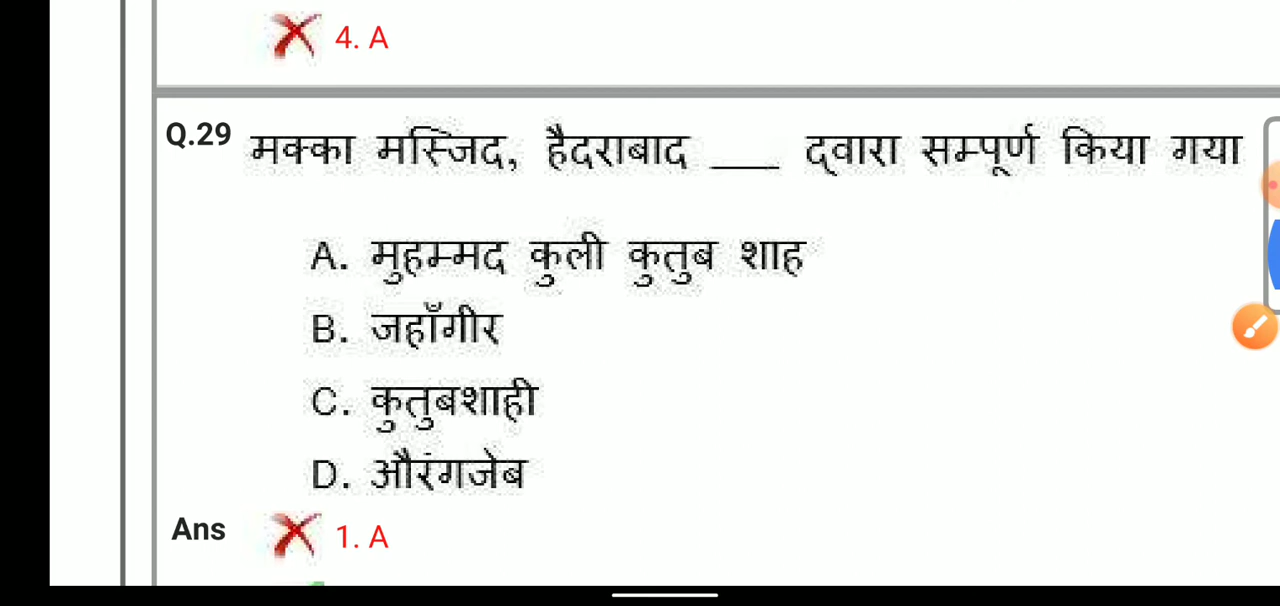 4. A
Q.29 मक्का मस्जिद, हैदराबाद ___ द्वारा सम्पूर्ण किया गया
A. मुहम्मद कुली कुतुब शाह
B. जहाँगीर
C. कुतुबशाही
D. औरंगजेब
Ans 1. A